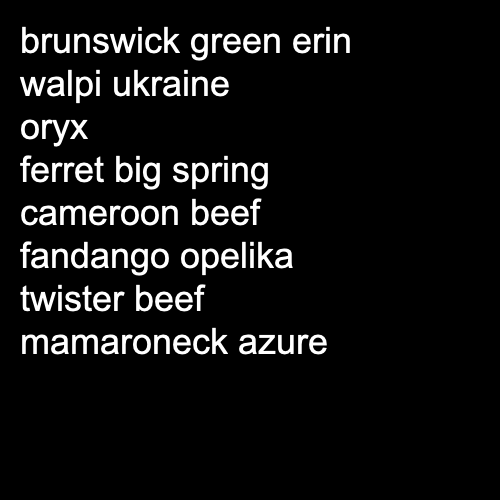 brunswick green erin
walpi ukraine
oryx
ferret big spring
cameroon beef
fandango opelika
twister beef
mamaroneck azure